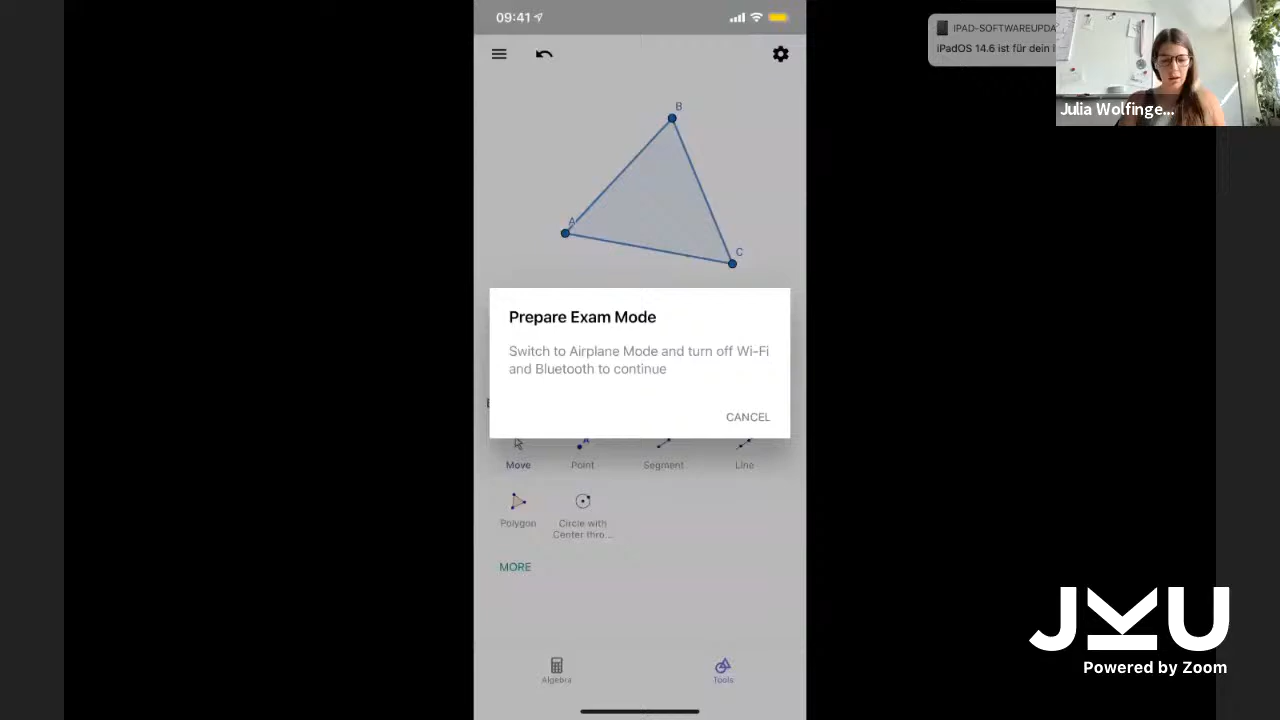 09:41
IPAD-SOFTWAREUPDA
iPadOS 14.6 ist für dein i
Julia Wolfinge...
B
A
C
Prepare Exam Mode
Switch to Airplane Mode and turn off Wi-Fi
and Bluetooth to continue
CANCEL
Move
Point
Segment
Line
Polygon
Circle with
Center thro...
MORE
Algebra
Tools
JKU
Powered by Zoom